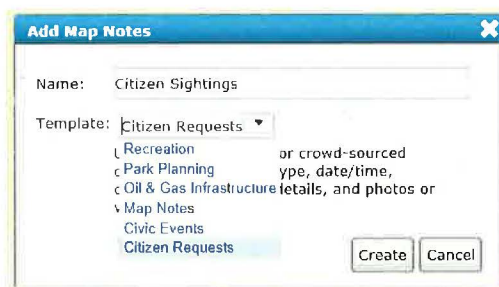 Add Map Notes
Name: Citizen Sightings
Template: Citizen Requests
Recreation or crowd-sourced
Park Planning ype, date/time,
Oil & Gas Infrastructure details, and photos or
Map Notes
Civic Events
Citizen Requests
Create Cancel